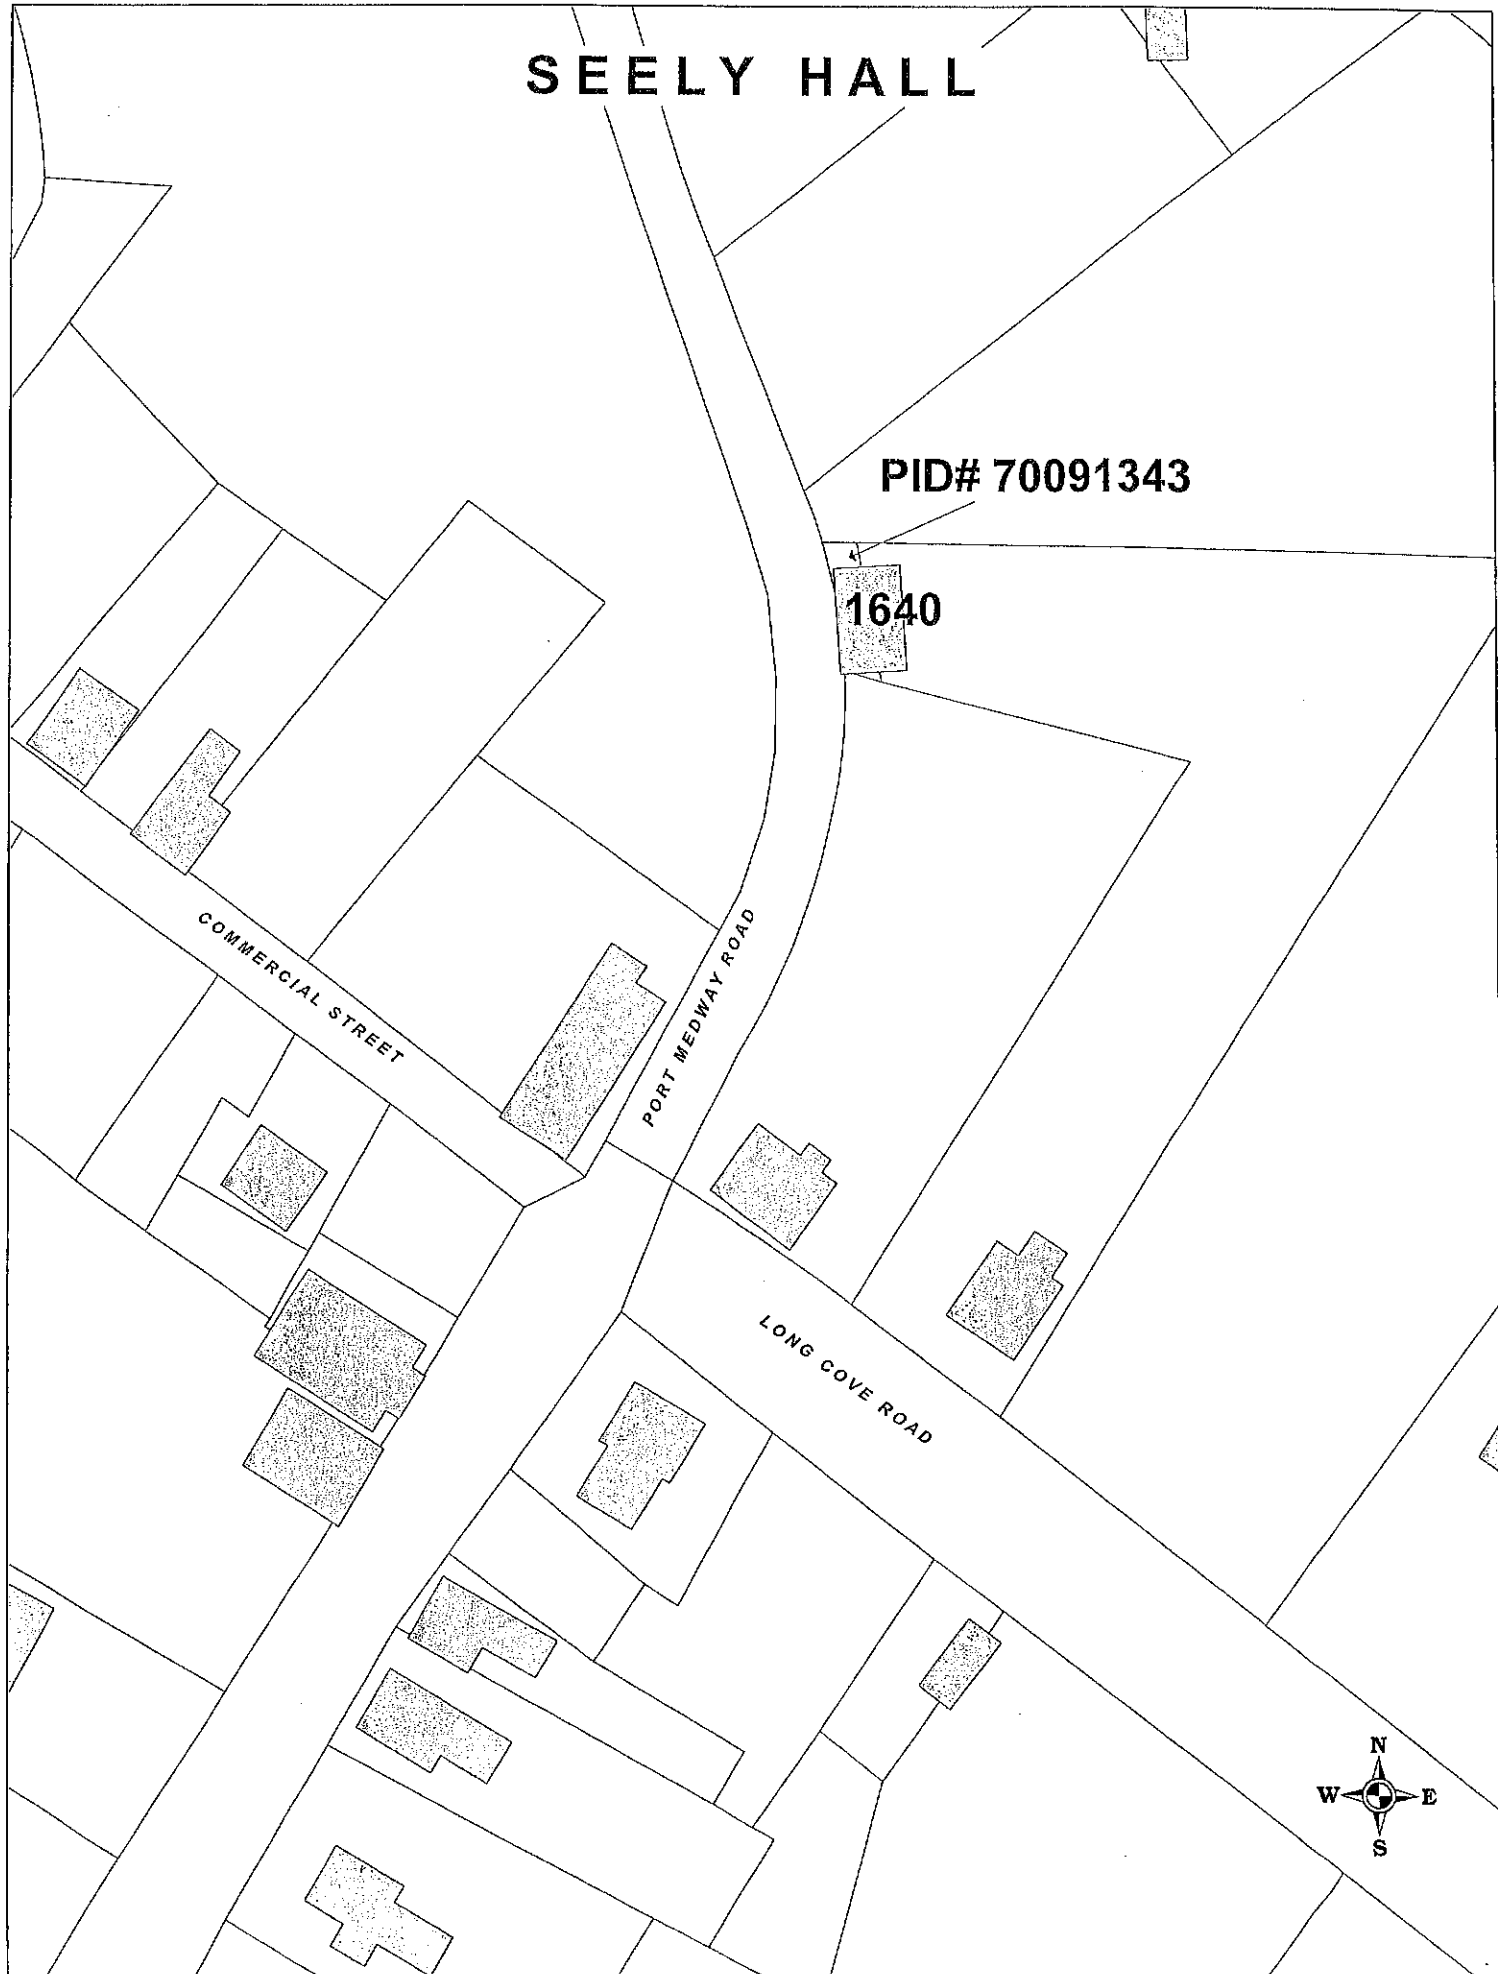 SEELY HALL
PID# 70091343
1640
COMMERCIAL STREET
PORT MEDWAY ROAD
LONG COVE ROAD
N
W E
S